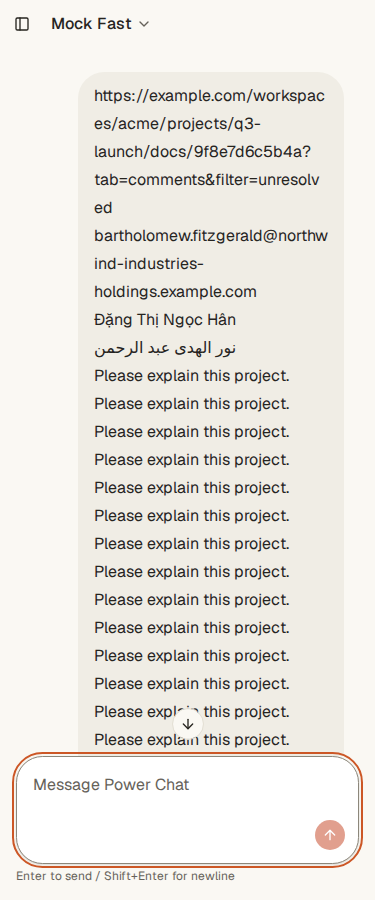 Mock Fast
https://example.com/workspac
es/acme/projects/q3-
launch/docs/9f8e7d6c5b4a?
tab=comments&filter=unresolv
ed
bartholomew.fitzgerald@northw
ind-industries-
holdings.example.com
Đặng Thị Ngọc Hân
نور الهدى عبد الرحمن
Please explain this project.
Please explain this project.
Please explain this project.
Please explain this project.
Please explain this project.
Please explain this project.
Please explain this project.
Please explain this project.
Please explain this project.
Please explain this project.
Please explain this project.
Please explain this project.
Please explain this project.
Please explain this project.
Message Power Chat
Enter to send / Shift+Enter for newline